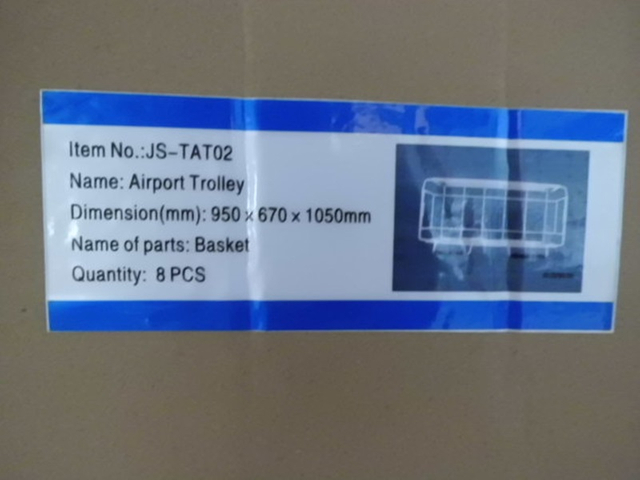 Item No.:JS-TAT02
Name: Airport Trolley
Dimension(mm): 950 x 670 x 1050mm
Name of parts: Basket
Quantity: 8 PCS